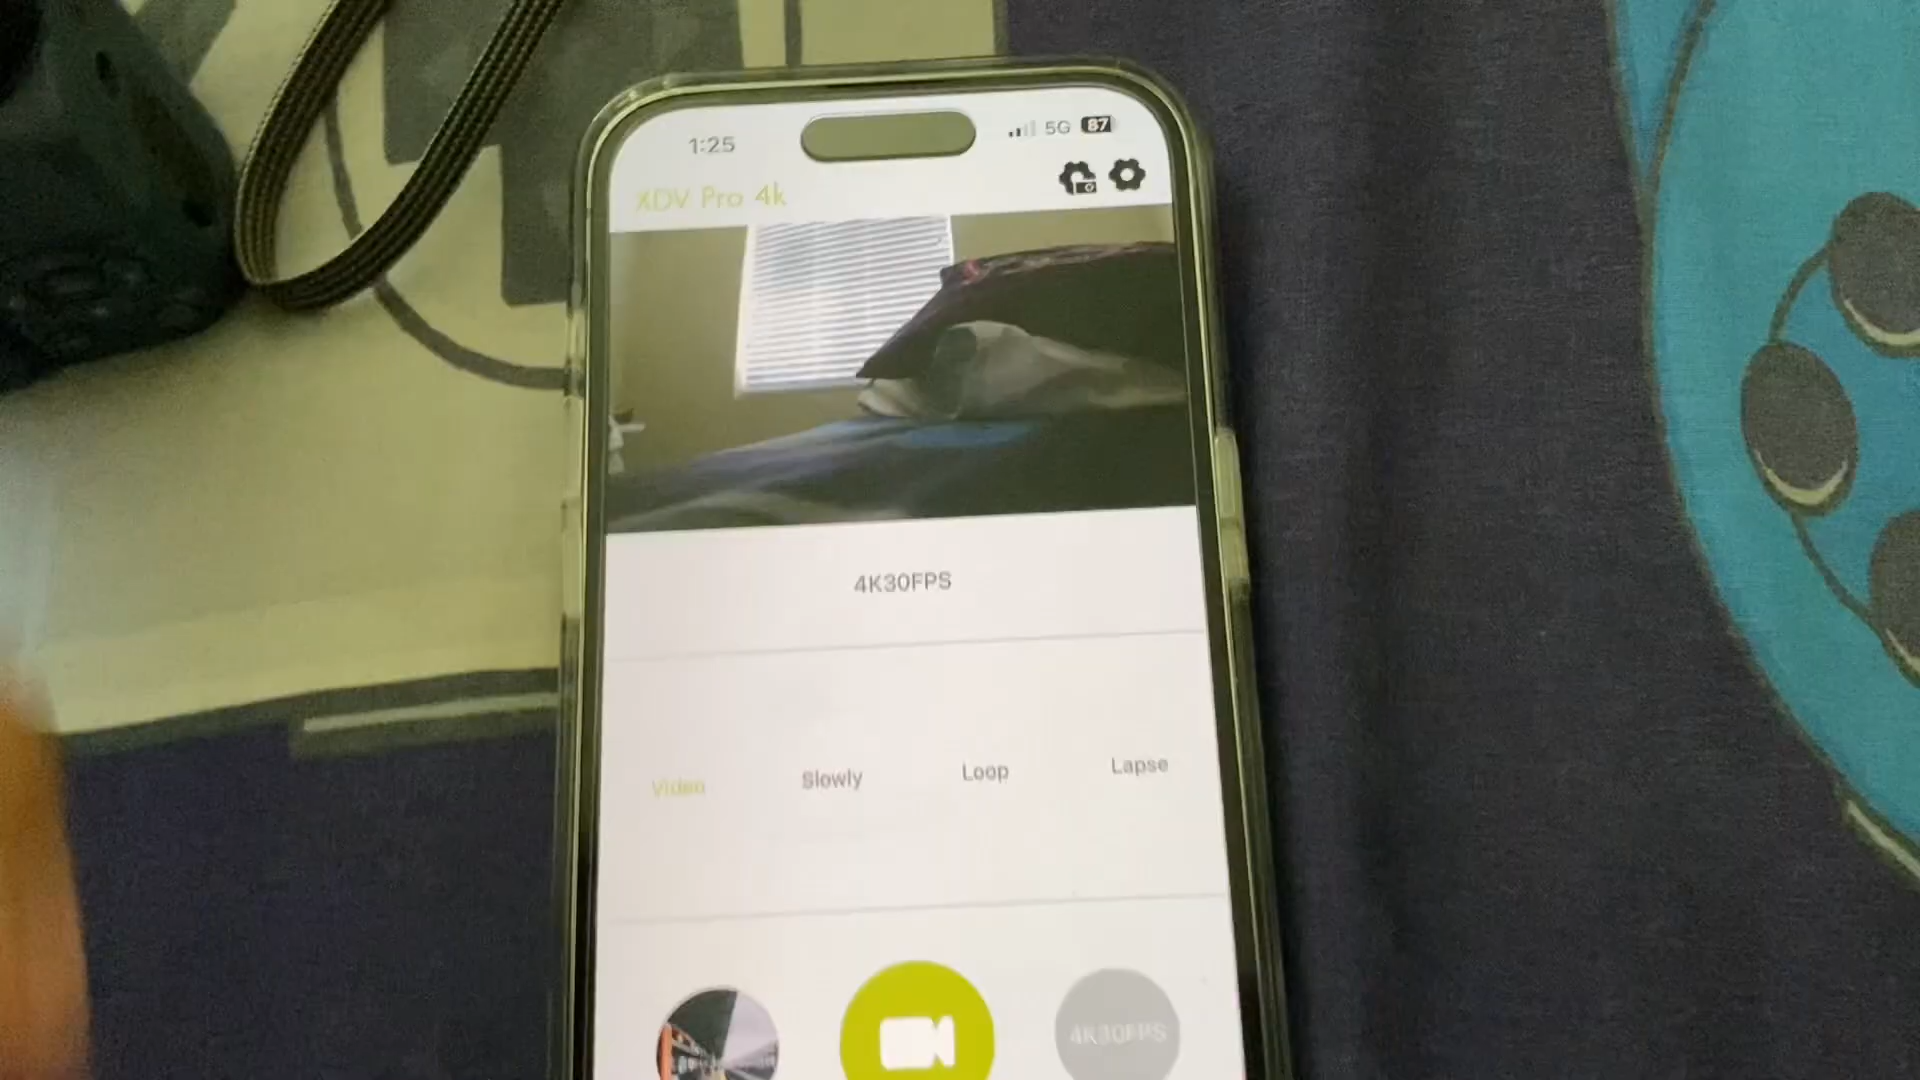 1:25 5G 87
XDV Pro 4k
4K30FPS
Video Slowly Loop Lapse
4K30FPS